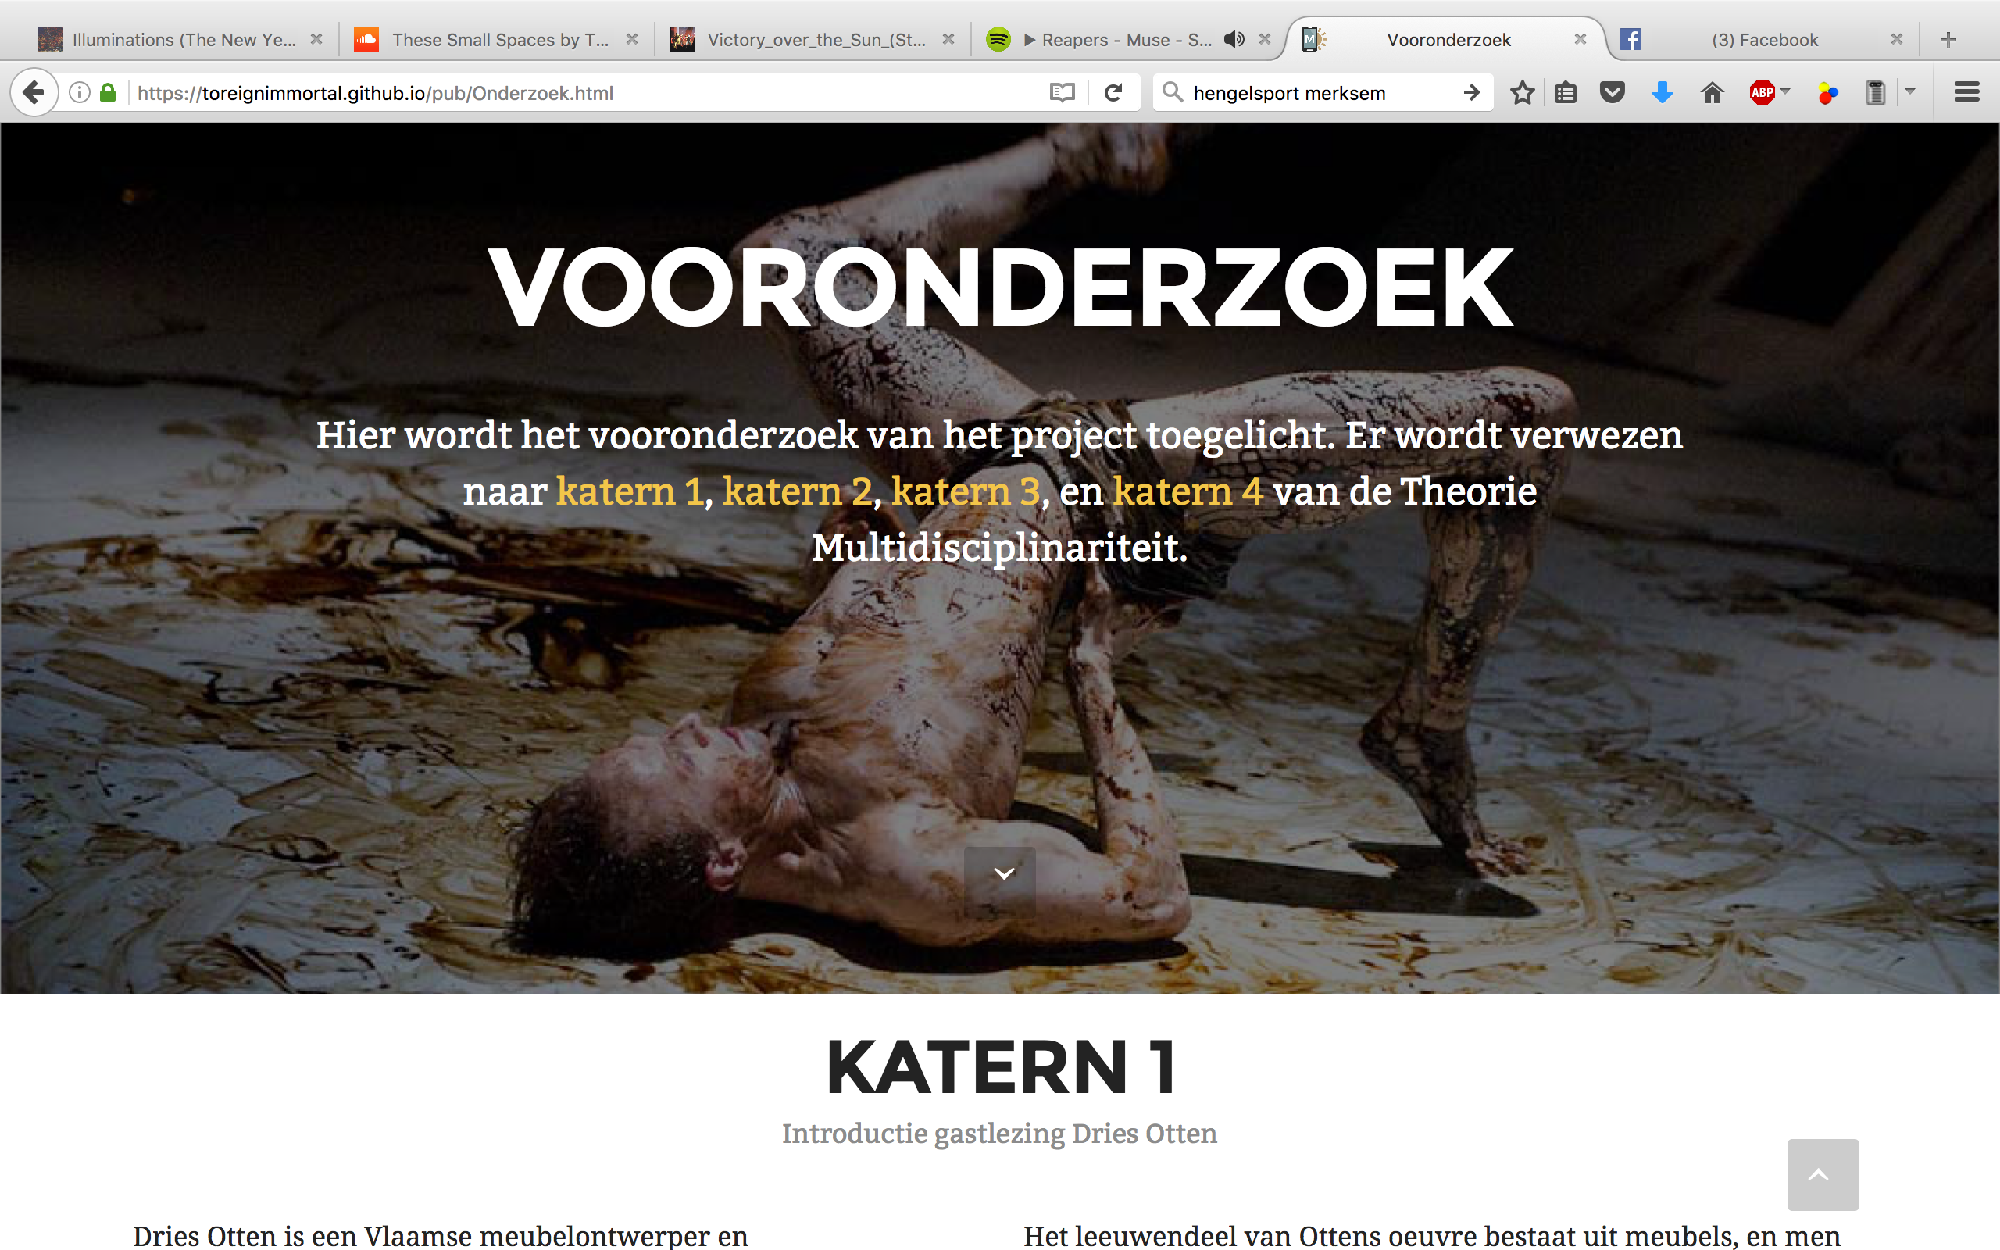 Illuminations (The New Ye...
These Small Spaces by T...
Victory_over_the_Sun_(St...
Reapers - Muse - S...
Vooronderzoek
(3) Facebook
https://toreignimmortal.github.io/pub/Onderzoek.html
hengelsport merksem
ABP
VOORONDERZOEK
Hier wordt het vooronderzoek van het project toegelicht. Er wordt verwezen
naar katern 1, katern 2, katern 3, en katern 4 van de Theorie
Multidisciplinariteit.
KATERN 1
Introductie gastlezing Dries Otten
Dries Otten is een Vlaamse meubelontwerper en
Het leeuwendeel van Ottens oeuvre bestaat uit meubels, en men